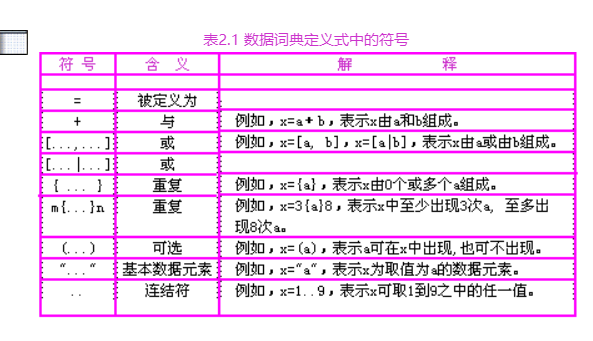 表2.1 数据词典定义式中的符号
符 号 含 义 解 释
= 被定义为
+ 与 例如，x=a+b，表示x由a和b组成。
[...,...] 或 例如，x=[a, b]，x=[a|b]，表示x由a或由b组成。
[...|...] 或
{ ... } 重复 例如，x={a}，表示x由0个或多个a组成。
m{...}n 重复 例如，x=3{a}8，表示x中至少出现3次a, 至多出
现8次a。
(...) 可选 例如，x=(a)，表示a可在x中出现,也可不出现。
"..." 基本数据元素 例如，x="a"，表示x为取值为a的数据元素。
.. 连结符 例如，x=1..9，表示x可取1到9之中的任一值。